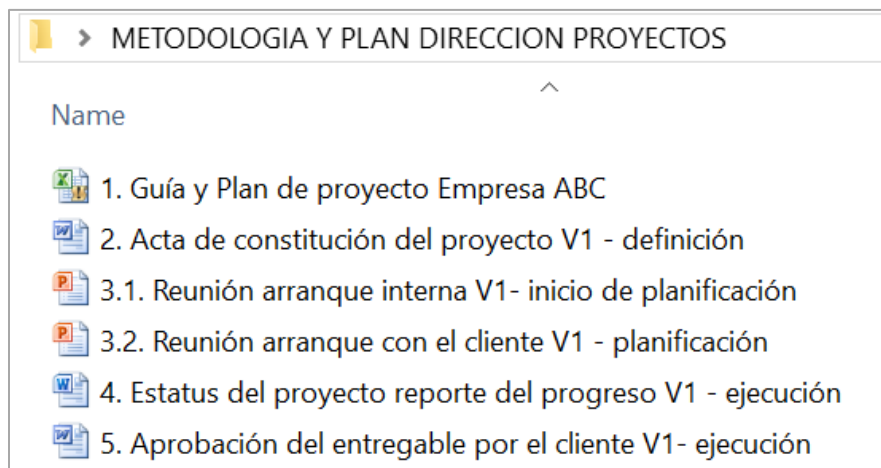 > METODOLOGIA Y PLAN DIRECCION PROYECTOS
Name
1. Guía y Plan de proyecto Empresa ABC
2. Acta de constitución del proyecto V1 - definición
3.1. Reunión arranque interna V1- inicio de planificación
3.2. Reunión arranque con el cliente V1 - planificación
4. Estatus del proyecto reporte del progreso V1 - ejecución
5. Aprobación del entregable por el cliente V1- ejecución